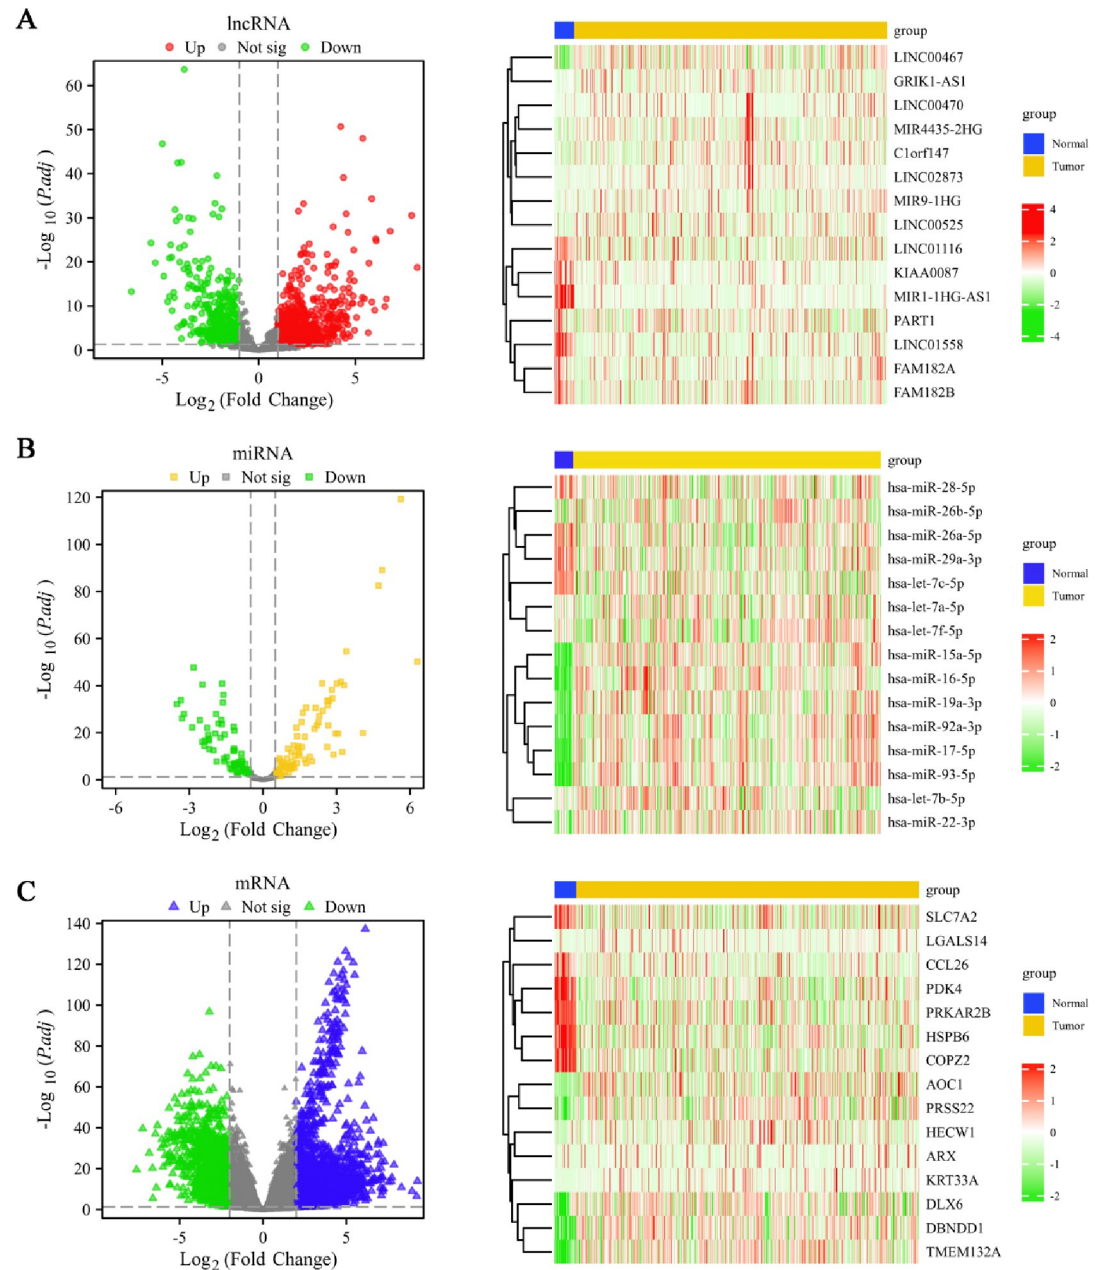 A
lncRNA
Up Not sig Down
60
50
40
30
20
10
0
-Log 10 (P.adj)
-5 0 5
Log2 (Fold Change)
group
LINC00467
GRIK1-AS1
LINC00470
MIR4435-2HG
C1orf147
LINC02873
MIR9-1HG
LINC00525
LINC01116
KIAA0087
MIR1-1HG-AS1
PART1
LINC01558
FAM182A
FAM182B
group
Normal
Tumor
4
2
0
-2
-4
B
miRNA
Up Not sig Down
120
100
80
60
40
20
0
-Log 10 (P.adj)
-6 -3 0 3 6
Log2 (Fold Change)
group
hsa-miR-28-5p
hsa-miR-26b-5p
hsa-miR-26a-5p
hsa-miR-29a-3p
hsa-let-7c-5p
hsa-let-7a-5p
hsa-let-7f-5p
hsa-miR-15a-5p
hsa-miR-16-5p
hsa-miR-19a-3p
hsa-miR-92a-3p
hsa-miR-17-5p
hsa-miR-93-5p
hsa-let-7b-5p
hsa-miR-22-3p
group
Normal
Tumor
2
1
0
-1
-2
C
mRNA
Up Not sig Down
140
120
100
80
60
40
20
0
-Log 10 (P.adj)
-5 0 5
Log2 (Fold Change)
group
SLC7A2
LGALS14
CCL26
PDK4
PRKAR2B
HSPB6
COPZ2
AOC1
PRSS22
HECW1
ARX
KRT33A
DLX6
DBNDD1
TMEM132A
group
Normal
Tumor
2
1
0
-1
-2